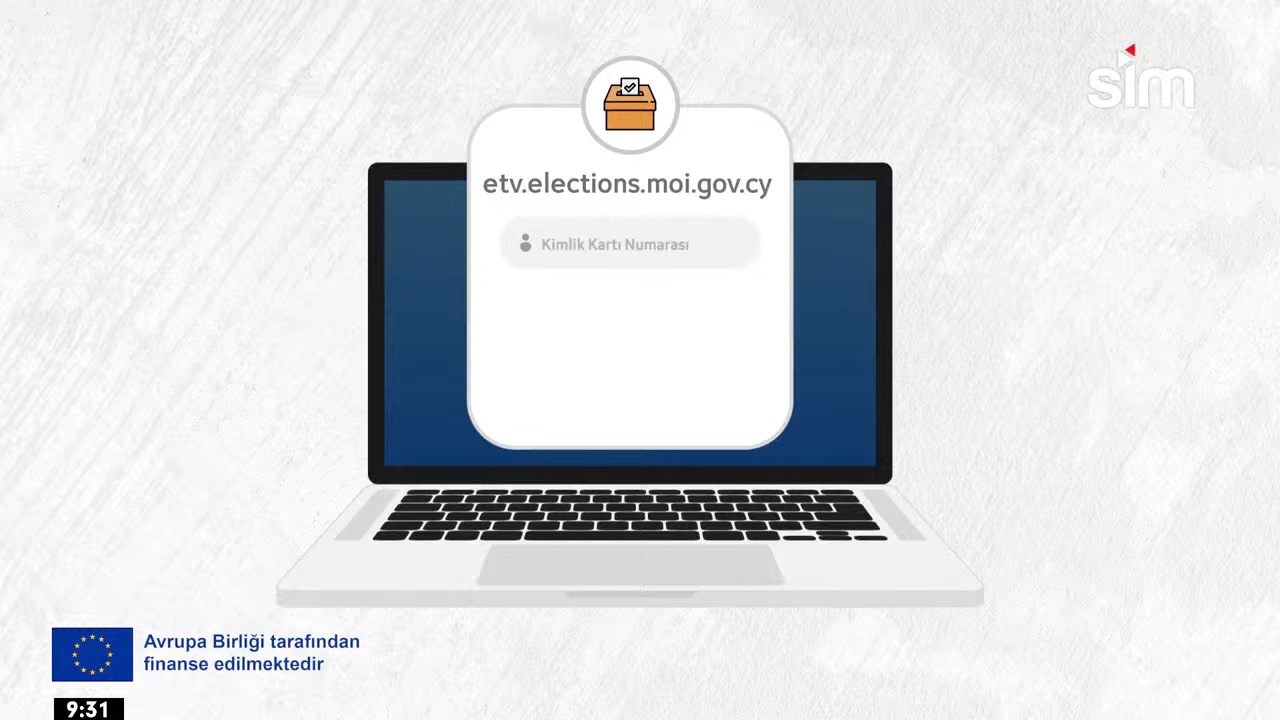 sim
etv.elections.moi.gov.cy
Kimlik Kartı Numarası
Avrupa Birliği tarafından
finanse edilmektedir
9:31